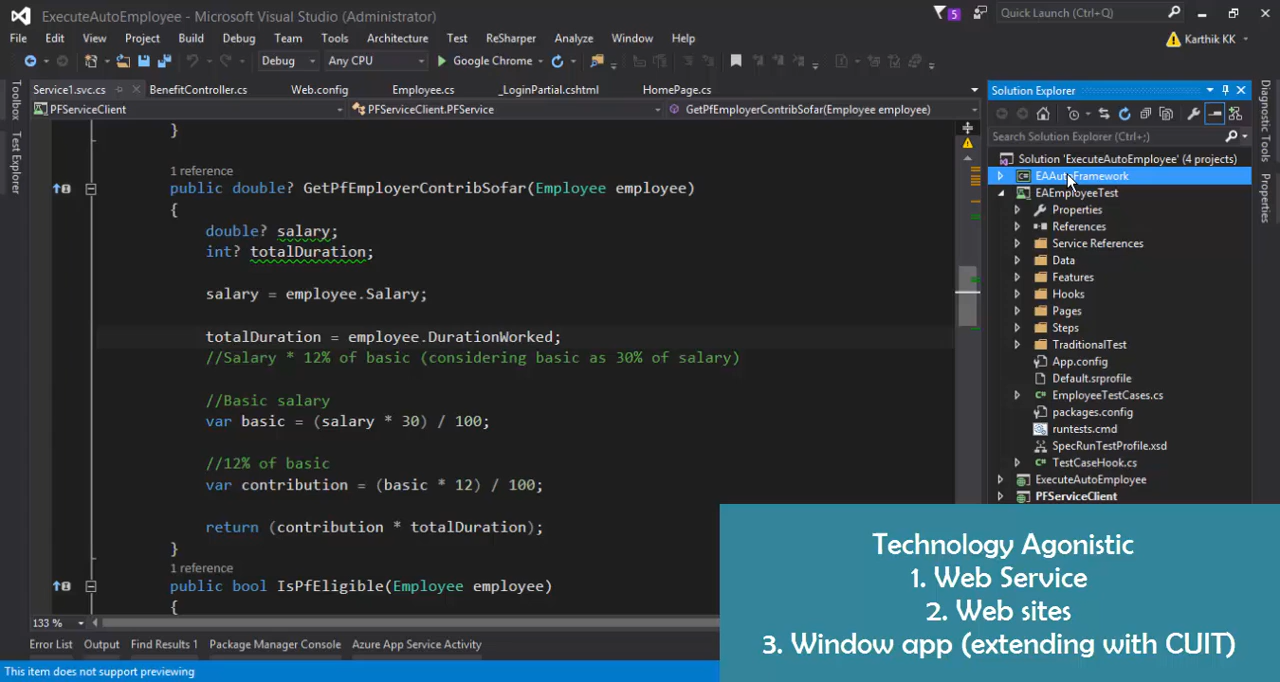 ExecuteAutoEmployee - Microsoft Visual Studio (Administrator)
5
Quick Launch (Ctrl+Q)
File Edit View Project Build Debug Team Tools Architecture Test ReSharper Analyze Window Help
Karthik KK
Debug Any CPU Google Chrome
Toolbox
Test Explorer
Service1.svc.cs BenefitController.cs Web.config Employee.cs _LoginPartial.cshtml HomePage.cs
PFServiceClient PFServiceClient.PFService GetPfEmployerContribSofar(Employee employee)
}
1 reference
public double? GetPfEmployerContribSofar(Employee employee)
{
double? salary;
int? totalDuration;
salary = employee.Salary;
totalDuration = employee.DurationWorked;
//Salary * 12% of basic (considering basic as 30% of salary)
//Basic salary
var basic = (salary * 30) / 100;
//12% of basic
var contribution = (basic * 12) / 100;
return (contribution * totalDuration);
}
1 reference
public bool IsPfEligible(Employee employee)
{
133 %
Error List Output Find Results 1 Package Manager Console Azure App Service Activity
This item does not support previewing
Solution Explorer
Search Solution Explorer (Ctrl+;)
Solution 'ExecuteAutoEmployee' (4 projects)
EAAutoFramework
EAEmployeeTest
Properties
References
Service References
Data
Features
Hooks
Pages
Steps
TraditionalTest
App.config
Default.srprofile
EmployeeTestCases.cs
packages.config
runtests.cmd
SpecRunTestProfile.xsd
TestCaseHook.cs
ExecuteAutoEmployee
PFServiceClient
Diagnostic Tools
Properties
Technology Agonistic
1. Web Service
2. Web sites
3. Window app (extending with CUIT)